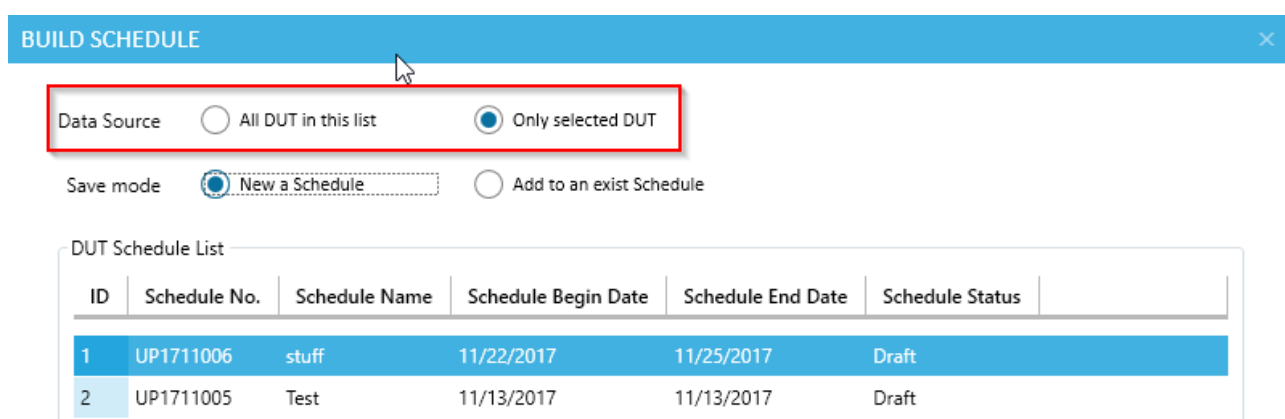 BUILD SCHEDULE
Data Source All DUT in this list Only selected DUT
Save mode New a Schedule Add to an exist Schedule
DUT Schedule List
ID Schedule No. Schedule Name Schedule Begin Date Schedule End Date Schedule Status
1 UP1711006 stuff 11/22/2017 11/25/2017 Draft
2 UP1711005 Test 11/13/2017 11/13/2017 Draft